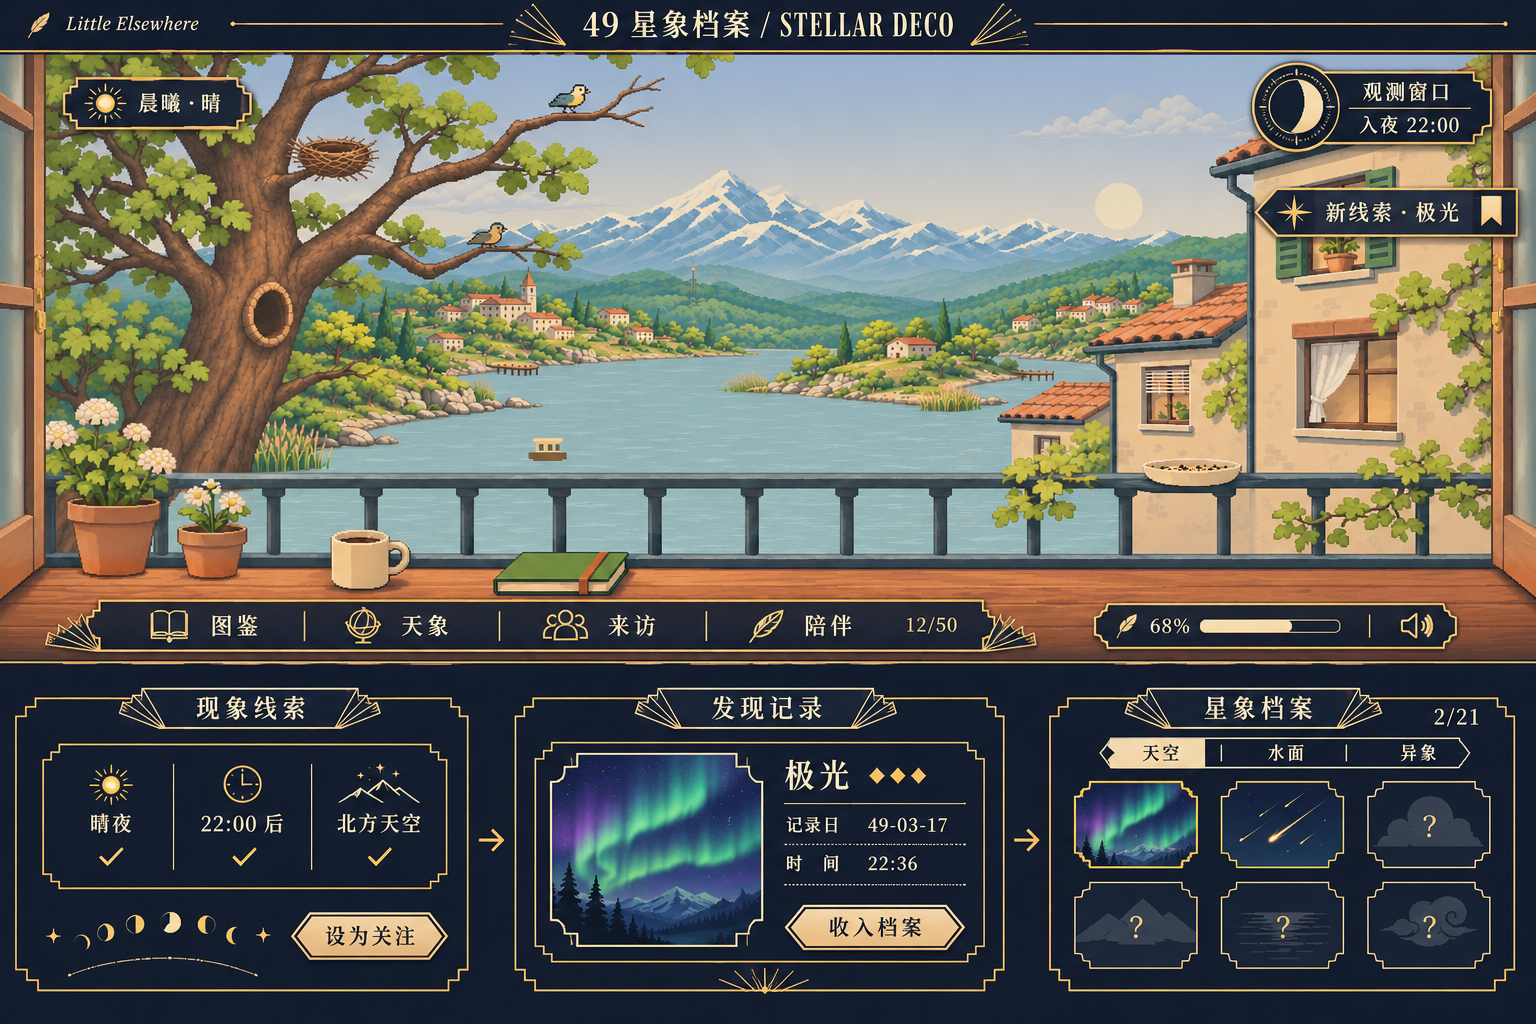 Little Elsewhere
49 星象档案 / STELLAR DECO
晨曦 · 晴
观测窗口
入夜 22:00
新线索 · 极光
图鉴
天象
来访
陪伴
12/50
68%
现象线索
晴夜
22:00 后
北方天空
设为关注
发现记录
极光
记录日 49-03-17
时 间 22:36
收入档案
星象档案
2/21
天空
水面
异象
?
?
?
?